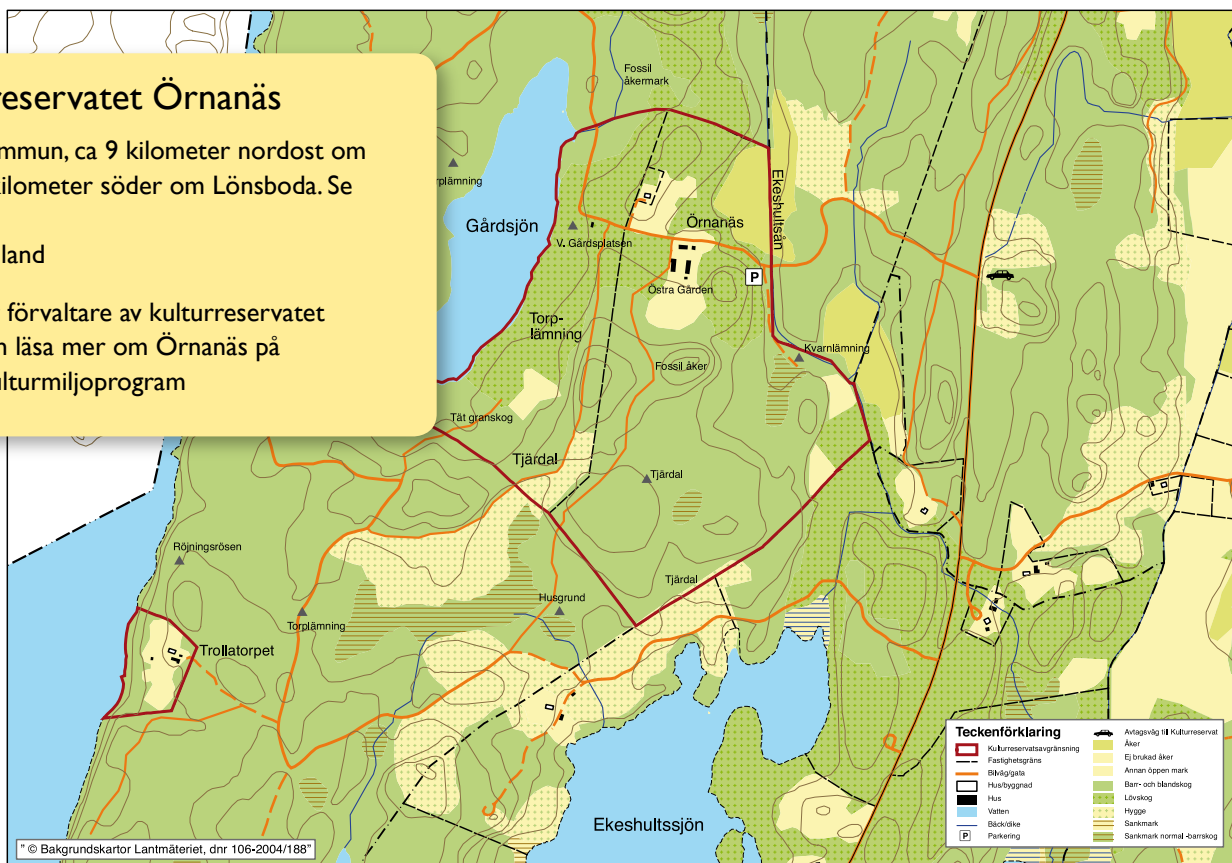 reservatet Örnanäs
mmun, ca 9 kilometer nordost om
kilometer söder om Lönsboda. Se
land
förvaltare av kulturreservatet
n läsa mer om Örnanäs på
ulturmiljoprogram
Fossil
åkermark
rplämning
Gårdsjön
V. Gårdsplatsen
Örnanäs
Ekeshultsån
P
Östra Gården
Torp-
lämning
Kvarnlämning
Fossil åker
Tät granskog
Tjärdal
Tjärdal
Röjningsrösen
Tjärdal
Husgrund
Torplämning
Trollatorpet
Ekeshultssjön
Teckenförklaring
Kulturreservatsavgränsning
Fastighetsgräns
Bilväg/gata
Hus/byggnad
Hus
Vatten
Bäck/dike
P Parkering
Avtagsväg till Kulturreservat
Åker
Ej brukad åker
Annan öppen mark
Barr- och blandskog
Lövskog
Hygge
Sankmark
Sankmark normal -barrskog
" © Bakgrundskartor Lantmäteriet, dnr 106-2004/188"